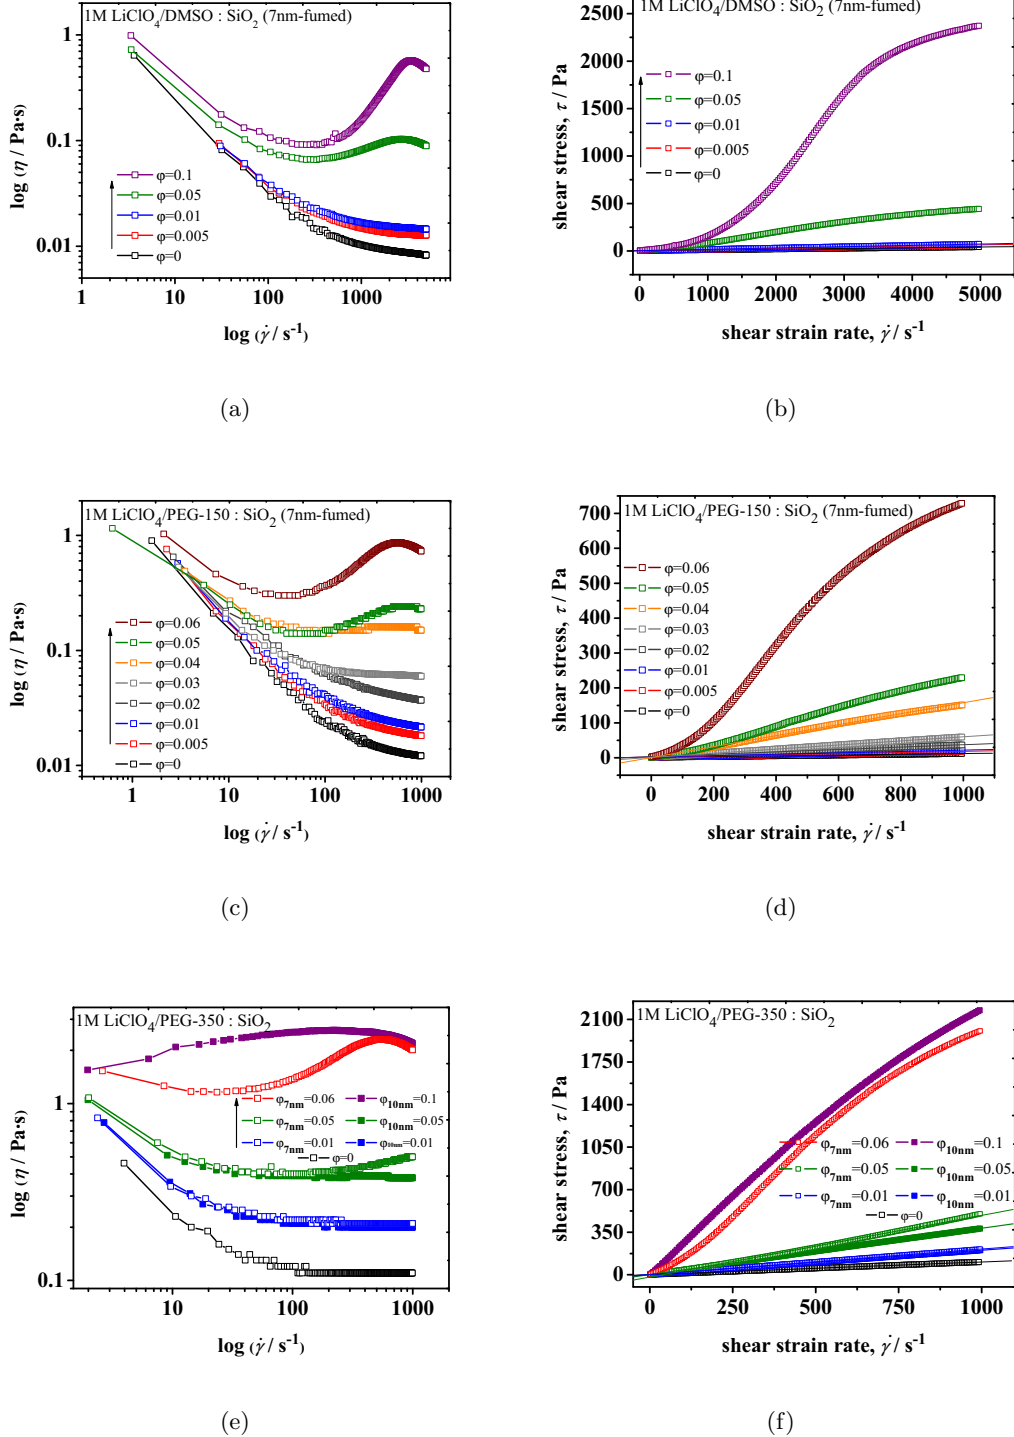 1M LiClO4/DMSO : SiO2 (7nm-fumed)
log (η / Pa·s)
1
0.1
0.01
φ=0.1
φ=0.05
φ=0.01
φ=0.005
φ=0
1 10 100 1000
log (γ̇ / s-1)
(a)
1M LiClO4/DMSO : SiO2 (7nm-fumed)
shear stress, τ / Pa
2500
2000
1500
1000
500
0
φ=0.1
φ=0.05
φ=0.01
φ=0.005
φ=0
0 1000 2000 3000 4000 5000
shear strain rate, γ̇ / s-1
(b)
1M LiClO4/PEG-150 : SiO2 (7nm-fumed)
log (η / Pa·s)
1
0.1
0.01
φ=0.06
φ=0.05
φ=0.04
φ=0.03
φ=0.02
φ=0.01
φ=0.005
φ=0
1 10 100 1000
log (γ̇ / s-1)
(c)
1M LiClO4/PEG-150 : SiO2 (7nm-fumed)
shear stress, τ / Pa
700
600
500
400
300
200
100
0
φ=0.06
φ=0.05
φ=0.04
φ=0.03
φ=0.02
φ=0.01
φ=0.005
φ=0
0 200 400 600 800 1000
shear strain rate, γ̇ / s-1
(d)
1M LiClO4/PEG-350 : SiO2
log (η / Pa·s)
1
0.1
φ7nm=0.06 φ10nm=0.1
φ7nm=0.05 φ10nm=0.05
φ7nm=0.01 φ10nm=0.01
φ=0
10 100 1000
log (γ̇ / s-1)
(e)
1M LiClO4/PEG-350 : SiO2
shear stress, τ / Pa
2100
1750
1400
1050
700
350
0
φ7nm=0.06 φ10nm=0.1
φ7nm=0.05 φ10nm=0.05
φ7nm=0.01 φ10nm=0.01
φ=0
0 250 500 750 1000
shear strain rate, γ̇ / s-1
(f)